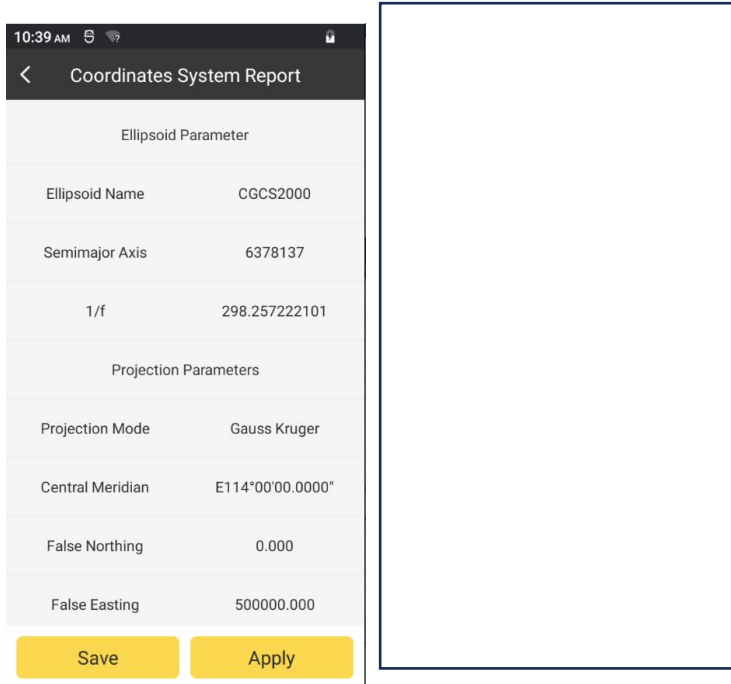 10:39 AM
Coordinates System Report
Ellipsoid Parameter
Ellipsoid Name CGCS2000
Semimajor Axis 6378137
1/f 298.257222101
Projection Parameters
Projection Mode Gauss Kruger
Central Meridian E114°00'00.0000"
False Northing 0.000
False Easting 500000.000
Save Apply